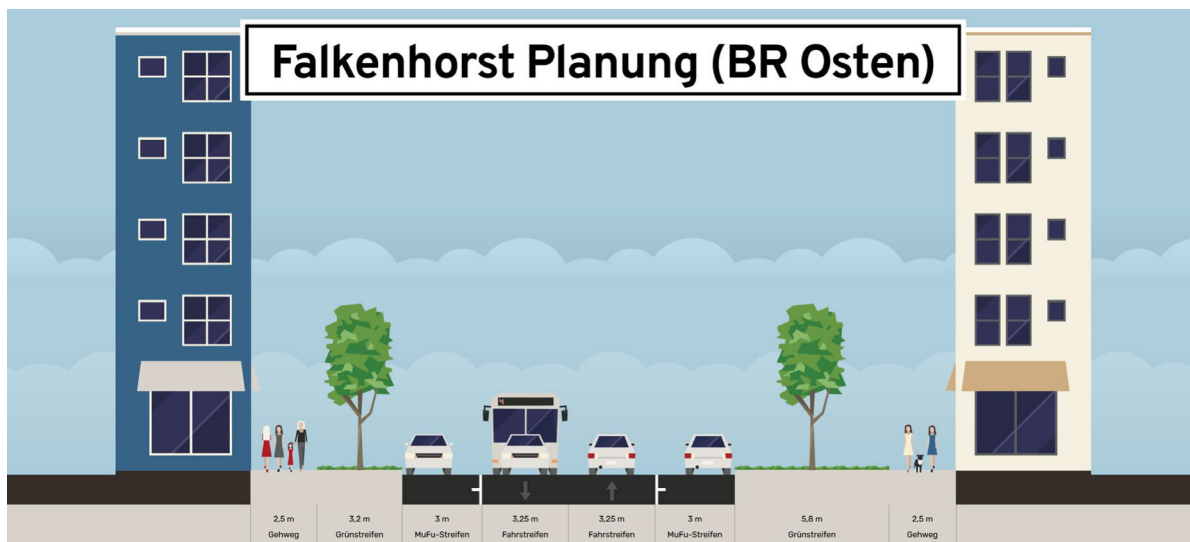 Falkenhorst Planung (BR Osten)
4
2,5 m
Gehweg
3,2 m
Grünstreifen
3 m
MuFu-Streifen
3,25 m
Fahrstreifen
3,25 m
Fahrstreifen
3 m
MuFu-Streifen
5,8 m
Grünstreifen
2,5 m
Gehweg